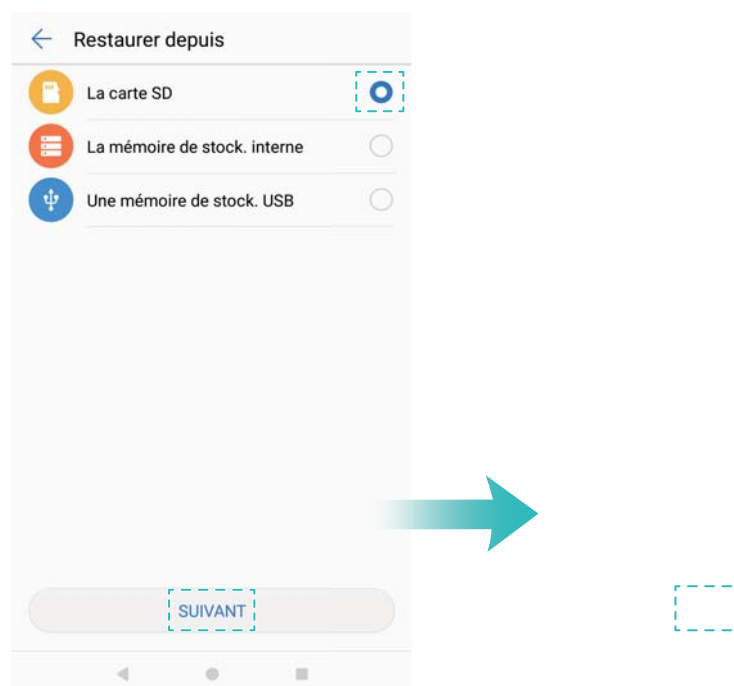 Restaurer depuis
La carte SD
La mémoire de stock. interne
Une mémoire de stock. USB
SUIVANT